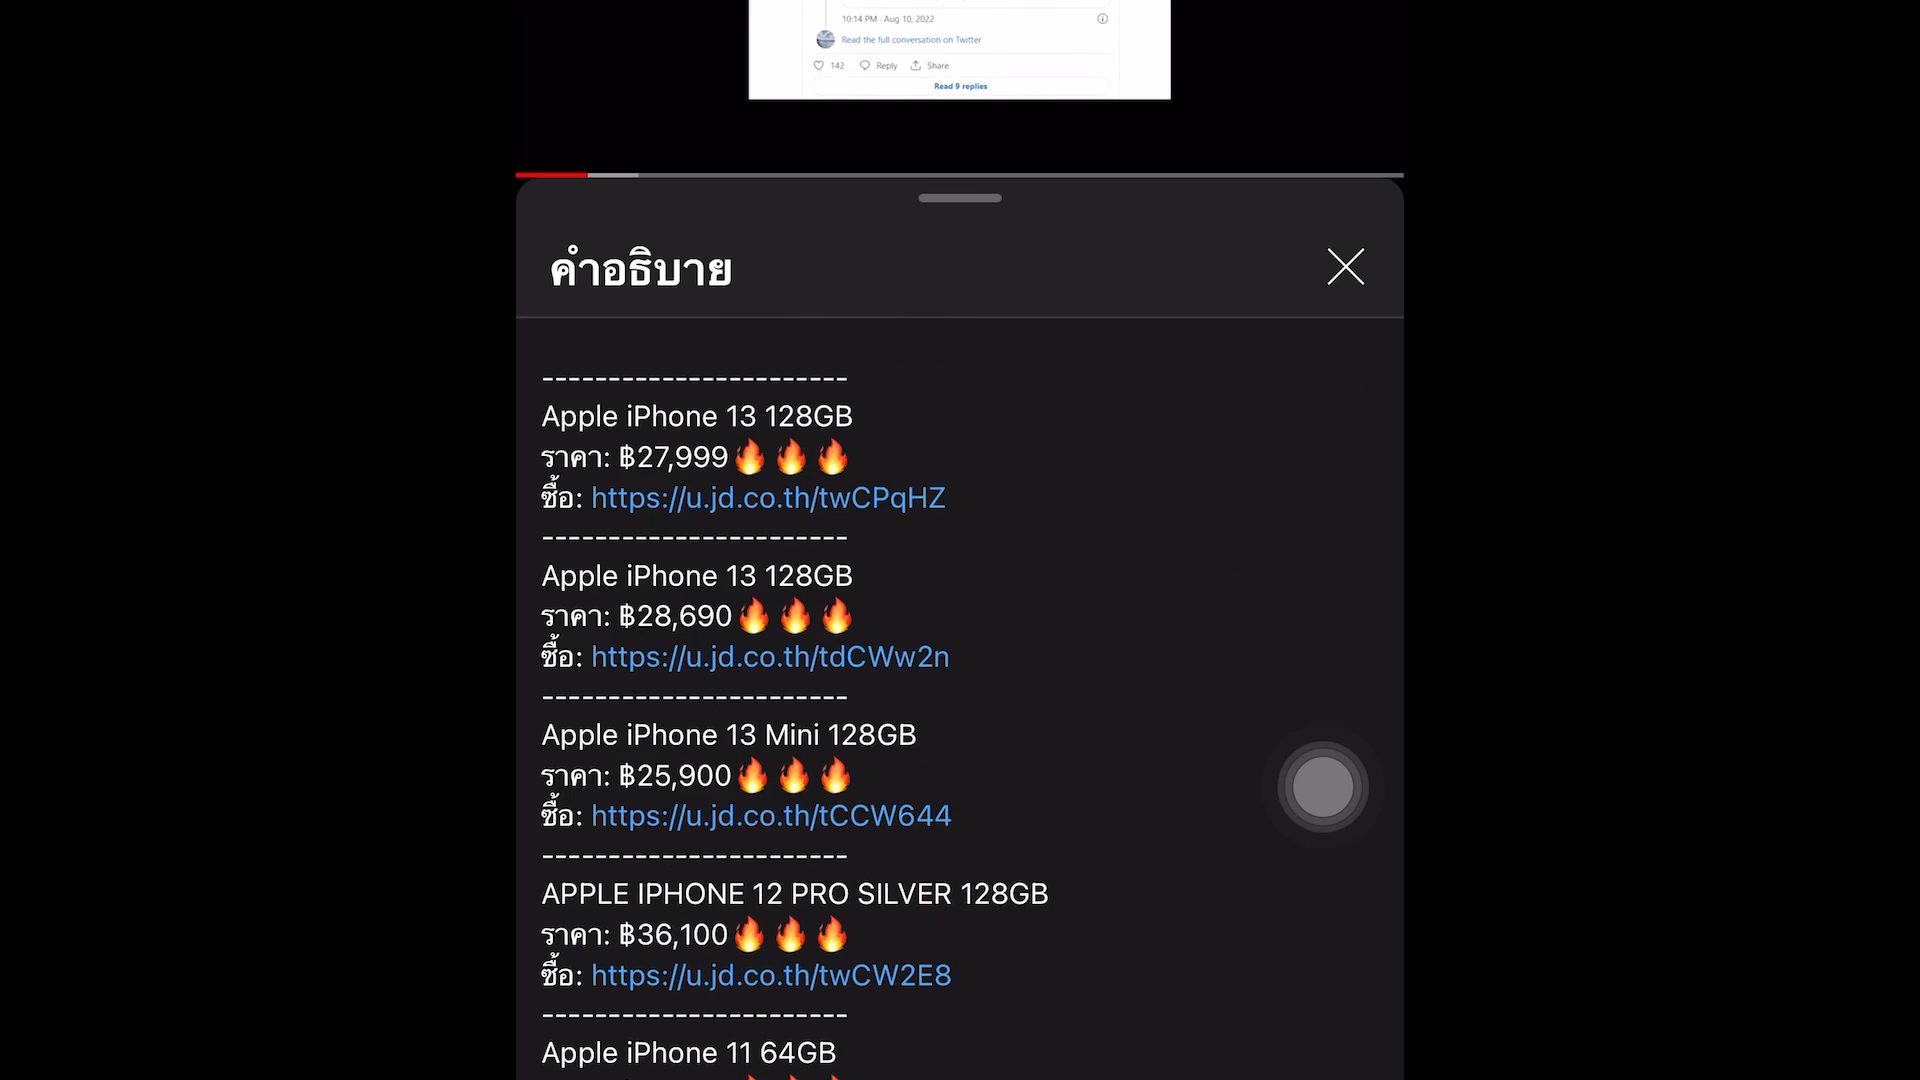 10:14 PM · Aug 10, 2022
Read the full conversation on Twitter
142 Reply Share
Read 9 replies
คำอธิบาย
-----------------------
Apple iPhone 13 128GB
ราคา: ฿27,999🔥🔥🔥
ซื้อ: https://u.jd.co.th/twCPqHZ
-----------------------
Apple iPhone 13 128GB
ราคา: ฿28,690🔥🔥🔥
ซื้อ: https://u.jd.co.th/tdCWw2n
-----------------------
Apple iPhone 13 Mini 128GB
ราคา: ฿25,900🔥🔥🔥
ซื้อ: https://u.jd.co.th/tCCW644
-----------------------
APPLE IPHONE 12 PRO SILVER 128GB
ราคา: ฿36,100🔥🔥🔥
ซื้อ: https://u.jd.co.th/twCW2E8
-----------------------
Apple iPhone 11 64GB